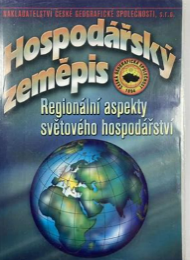 NAKLADATELSTVÍ ČESKÉ GEOGRAFICKÉ SPOLEČNOSTI, s.r.o.
Hospodářský
zeměpis
Regionální aspekty
světového hospodářství